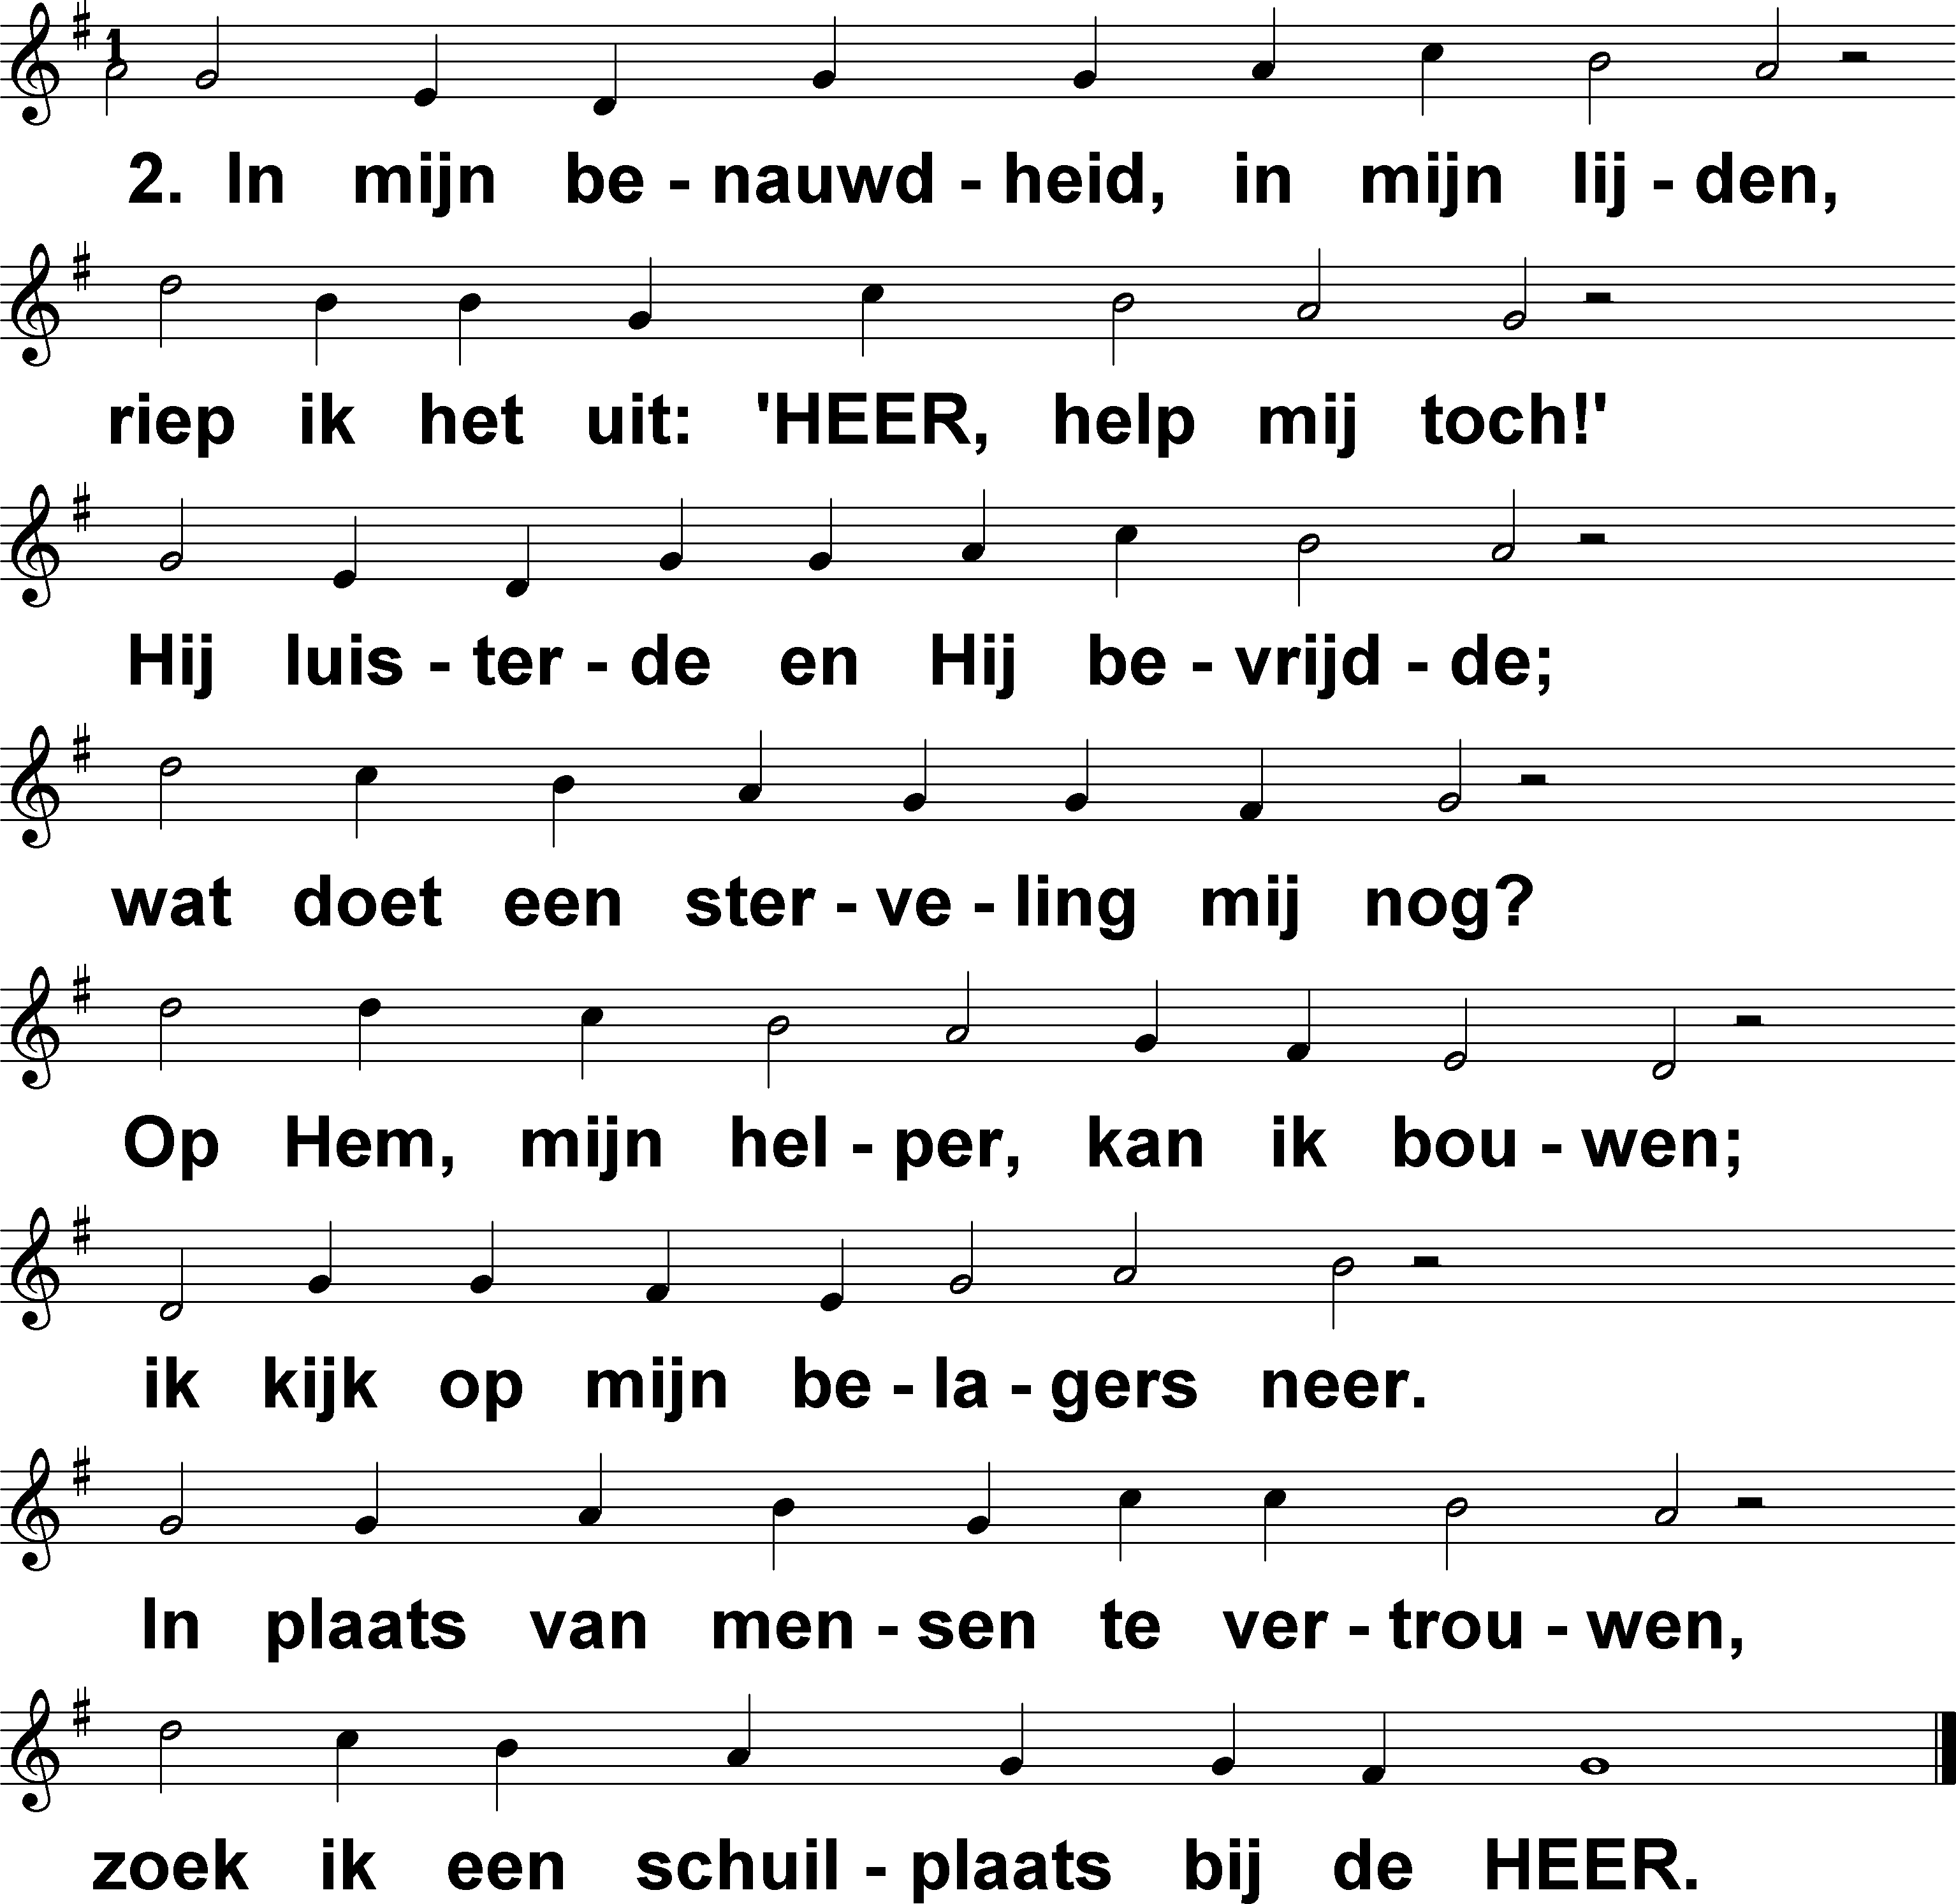 1
2. In mijn be - nauwd - heid, in mijn lij - den,
riep ik het uit: 'HEER, help mij toch!'
Hij luis - ter - de en Hij be - vrijd - de;
wat doet een ster - ve - ling mij nog?
Op Hem, mijn hel - per, kan ik bou - wen;
ik kijk op mijn be - la - gers neer.
In plaats van men - sen te ver - trou - wen,
zoek ik een schuil - plaats bij de HEER.